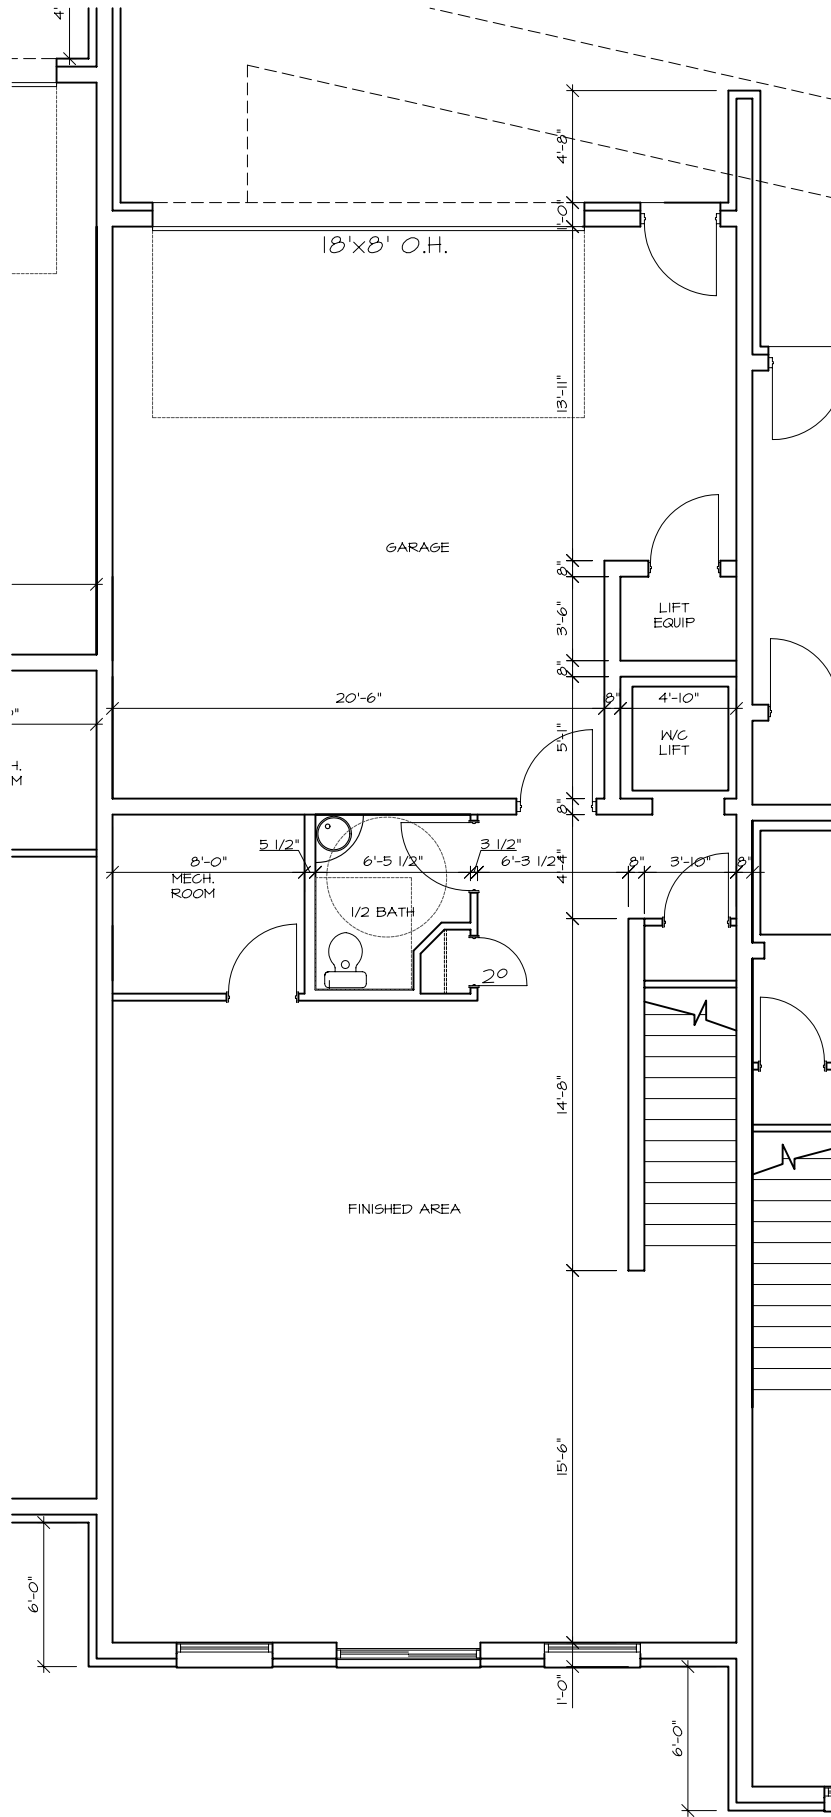 4'
4'-8"
1'-0"
18'x8' O.H.
13'-11"
GARAGE
8"
LIFT
EQUIP
3'-6"
8"
20'-6"
8"
4'-10"
W/C
LIFT
5'-1"
8"
5 1/2"
3 1/2"
8'-0"
6'-5 1/2"
6'-3 1/2"
4'-4"
8"
3'-10"
8"
MECH.
ROOM
1/2 BATH
2⁰
14'-8"
FINISHED AREA
15'-6"
6'-0"
1'-0"
6'-0"